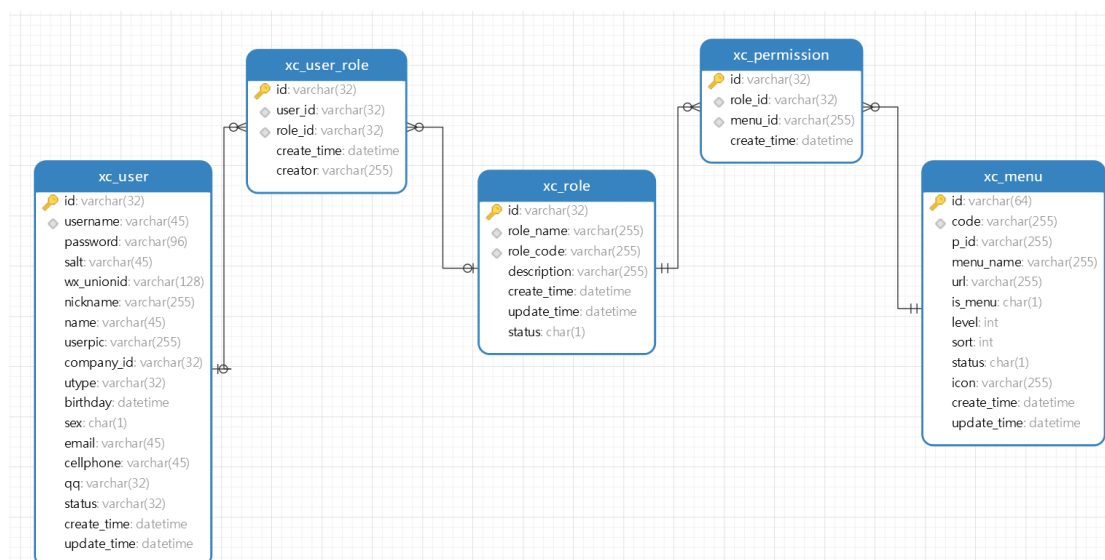 xc_user
id: varchar(32)
username: varchar(45)
password: varchar(96)
salt: varchar(45)
wx_unionid: varchar(128)
nickname: varchar(255)
name: varchar(45)
userpic: varchar(255)
company_id: varchar(32)
utype: varchar(32)
birthday: datetime
sex: char(1)
email: varchar(45)
cellphone: varchar(45)
qq: varchar(32)
status: varchar(32)
create_time: datetime
update_time: datetime
xc_user_role
id: varchar(32)
user_id: varchar(32)
role_id: varchar(32)
create_time: datetime
creator: varchar(255)
xc_role
id: varchar(32)
role_name: varchar(255)
role_code: varchar(255)
description: varchar(255)
create_time: datetime
update_time: datetime
status: char(1)
xc_permission
id: varchar(32)
role_id: varchar(32)
menu_id: varchar(255)
create_time: datetime
xc_menu
id: varchar(64)
code: varchar(255)
p_id: varchar(255)
menu_name: varchar(255)
url: varchar(255)
is_menu: char(1)
level: int
sort: int
status: char(1)
icon: varchar(255)
create_time: datetime
update_time: datetime